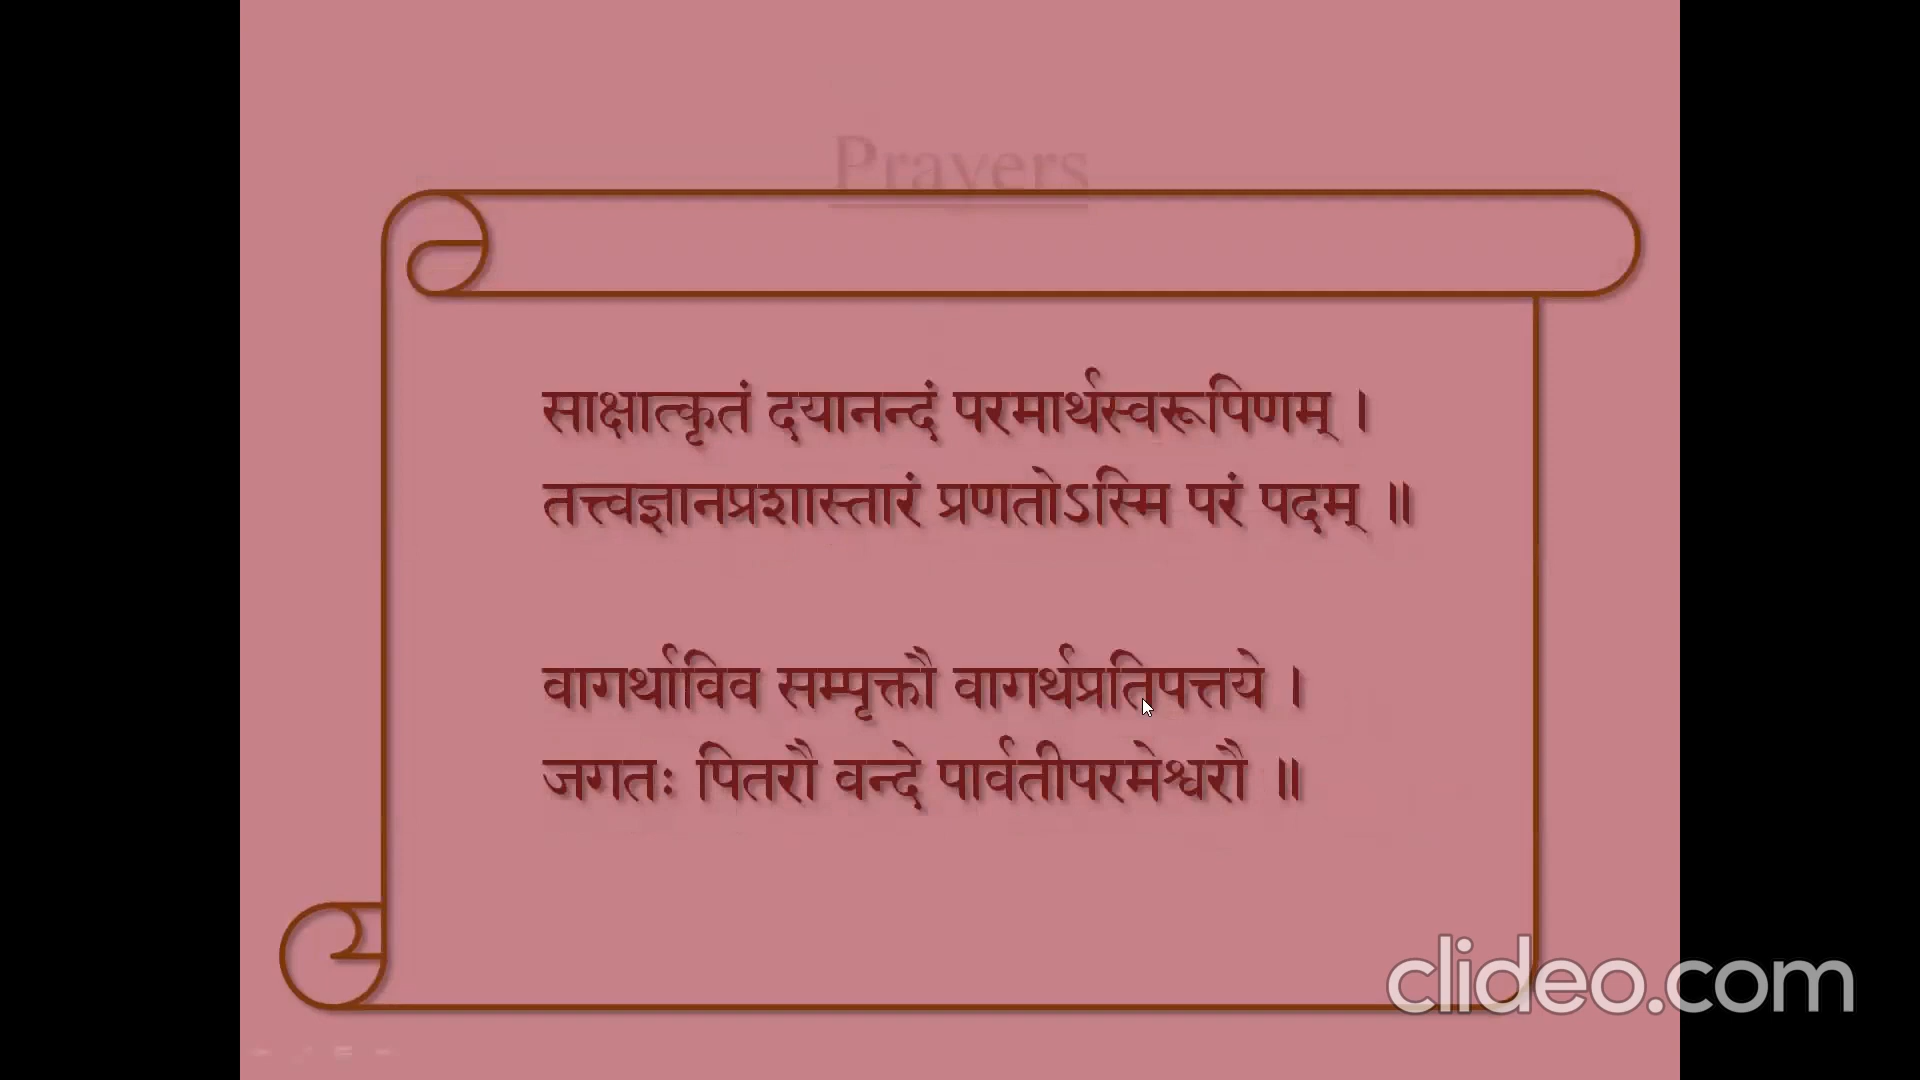 Prayers
साक्षात्कृतं दयानन्दं परमार्थस्वरूपिणम् ।
तत्त्वज्ञानप्रशास्तारं प्रणतोऽस्मि परं पदम् ॥
वागर्थाविव सम्पृक्तौ वागर्थप्रतिपत्तये ।
जगतः पितरौ वन्दे पार्वतीपरमेश्वरौ ॥
clideo.com